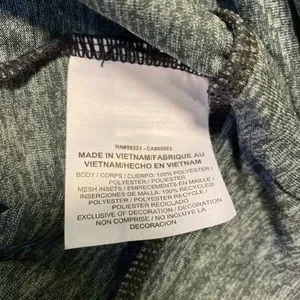 RN#56323 - CA#05553
MADE IN VIETNAM/FABRIQUE AU
VIETNAM/HECHO EN VIETNAM
BODY / CORPS / CUERPO: 100% POLYESTER /
POLYESTER / POLIESTER
MESH INSETS / EMPIECEMENTS EN MAILLE /
INSERCIONES DE MALLA: 100% RECYCLED
POLYESTER / POLYESTER RECYCLÉ /
POLIESTER RECICLADO
EXCLUSIVE OF DECORATION / DECORATION
NON COMPRISE / NO INCLUYE LA
DECORACION